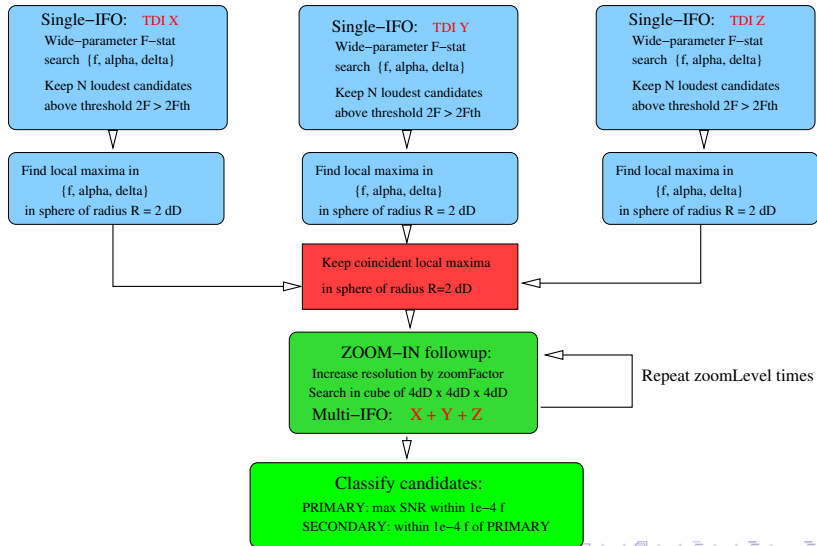 Single−IFO: TDI X
Wide−parameter F−stat
search {f, alpha, delta}
Keep N loudest candidates
above threshold 2F > 2Fth
Single−IFO: TDI Y
Wide−parameter F−stat
search {f, alpha, delta}
Keep N loudest candidates
above threshold 2F > 2Fth
Single−IFO: TDI Z
Wide−parameter F−stat
search {f, alpha, delta}
Keep N loudest candidates
above threshold 2F > 2Fth
Find local maxima in
{f, alpha, delta}
in sphere of radius R = 2 dD
Find local maxima in
{f, alpha, delta}
in sphere of radius R = 2 dD
Find local maxima in
{f, alpha, delta}
in sphere of radius R = 2 dD
Keep coincident local maxima
in sphere of radius R=2 dD
ZOOM−IN followup:
Increase resolution by zoomFactor
Search in cube of 4dD x 4dD x 4dD
Multi−IFO: X + Y + Z
Repeat zoomLevel times
Classify candidates:
PRIMARY: max SNR within 1e−4 f
SECONDARY: within 1e−4 f of PRIMARY